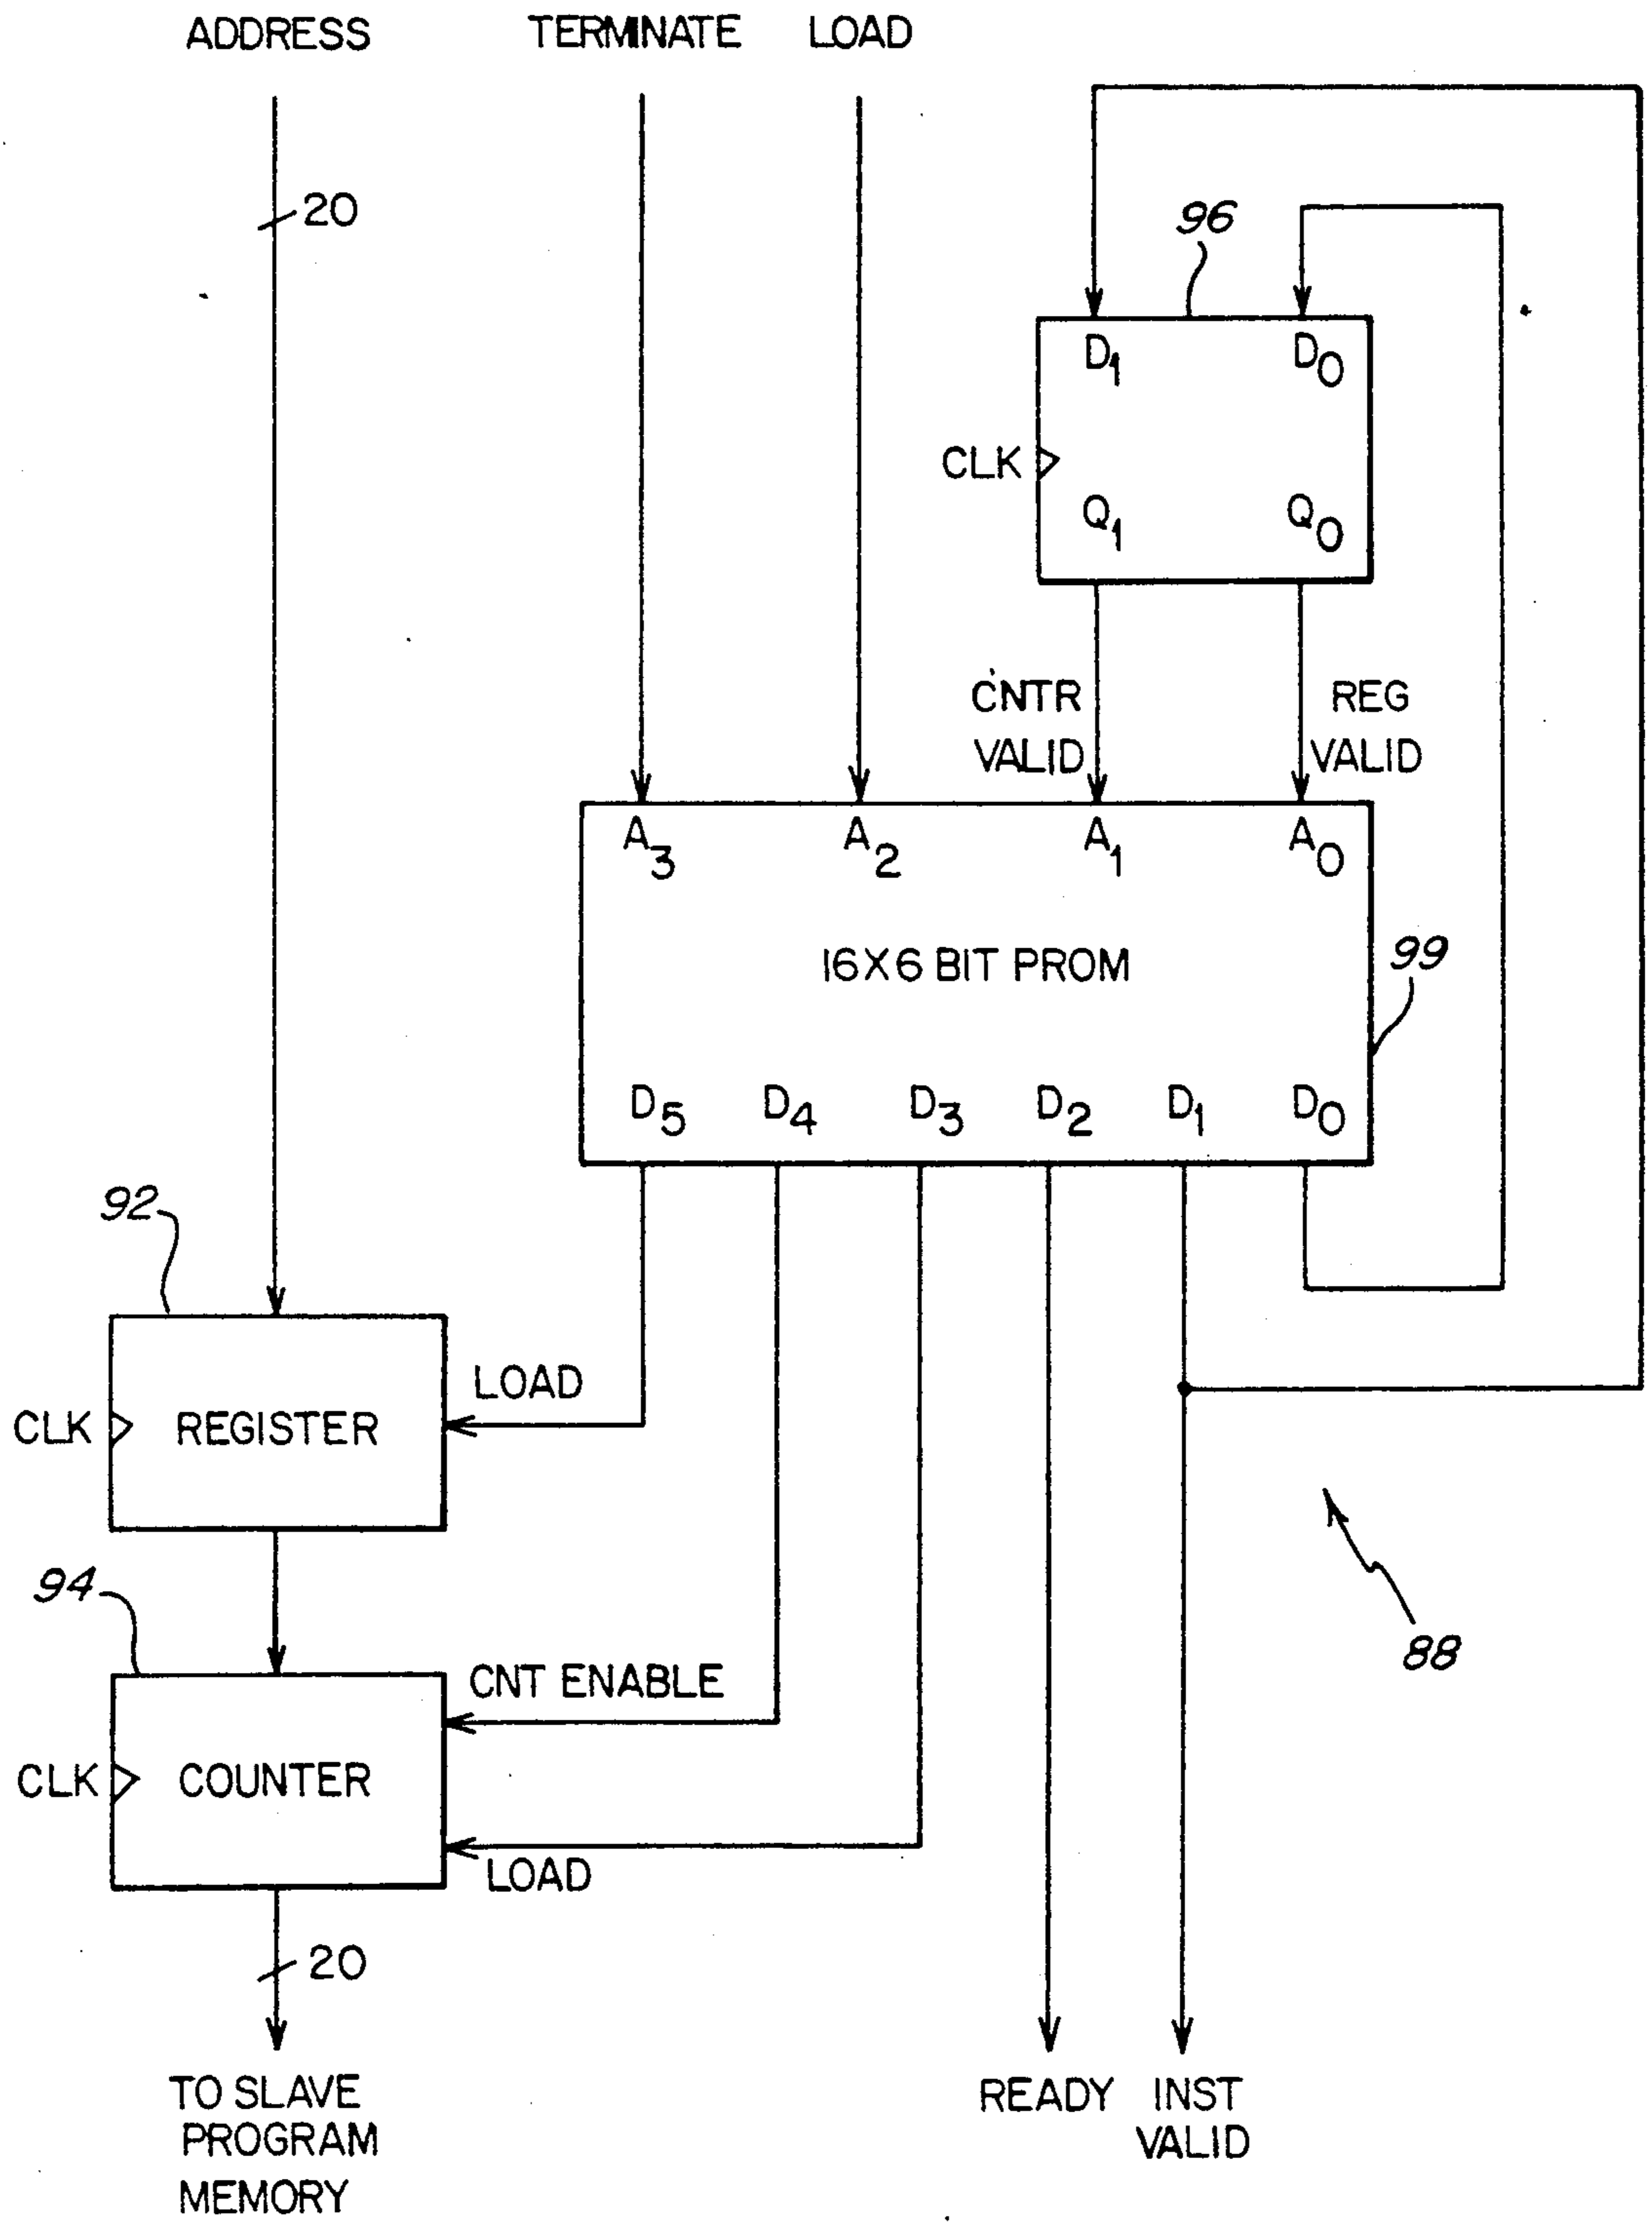 ADDRESS TERMINATE LOAD
20
96
D1 D0
CLK
Q1 Q0
CNTR VALID
REG VALID
A3 A2 A1 A0
16X6 BIT PROM
99
D5 D4 D3 D2 D1 D0
92
LOAD
CLK REGISTER
88
94
CNT ENABLE
CLK COUNTER
LOAD
20
TO SLAVE
PROGRAM
MEMORY
READY
INST
VALID